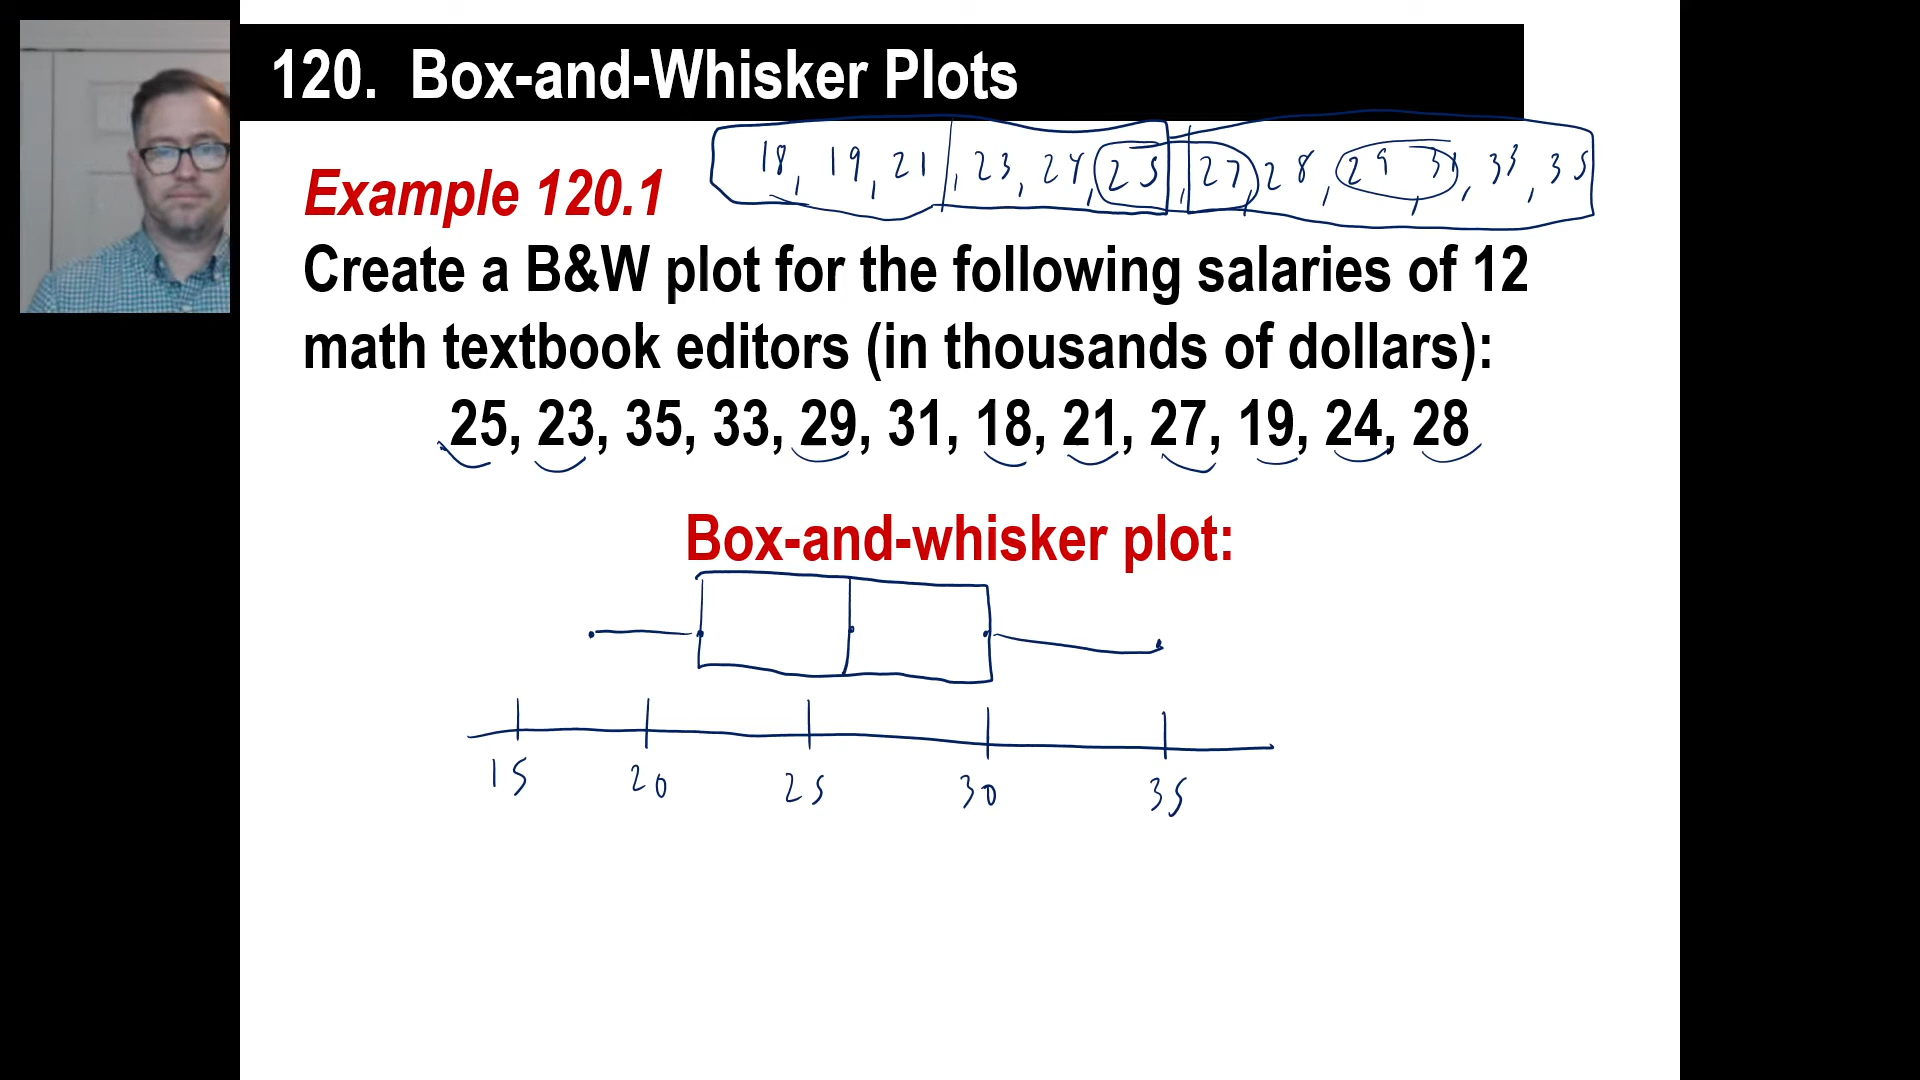 120. Box-and-Whisker Plots
18, 19, 21, 23, 24, 25, 27, 28, 29, 31, 33, 35
Example 120.1
Create a B&W plot for the following salaries of 12
math textbook editors (in thousands of dollars):
25, 23, 35, 33, 29, 31, 18, 21, 27, 19, 24, 28
Box-and-whisker plot:
15 20 25 30 35